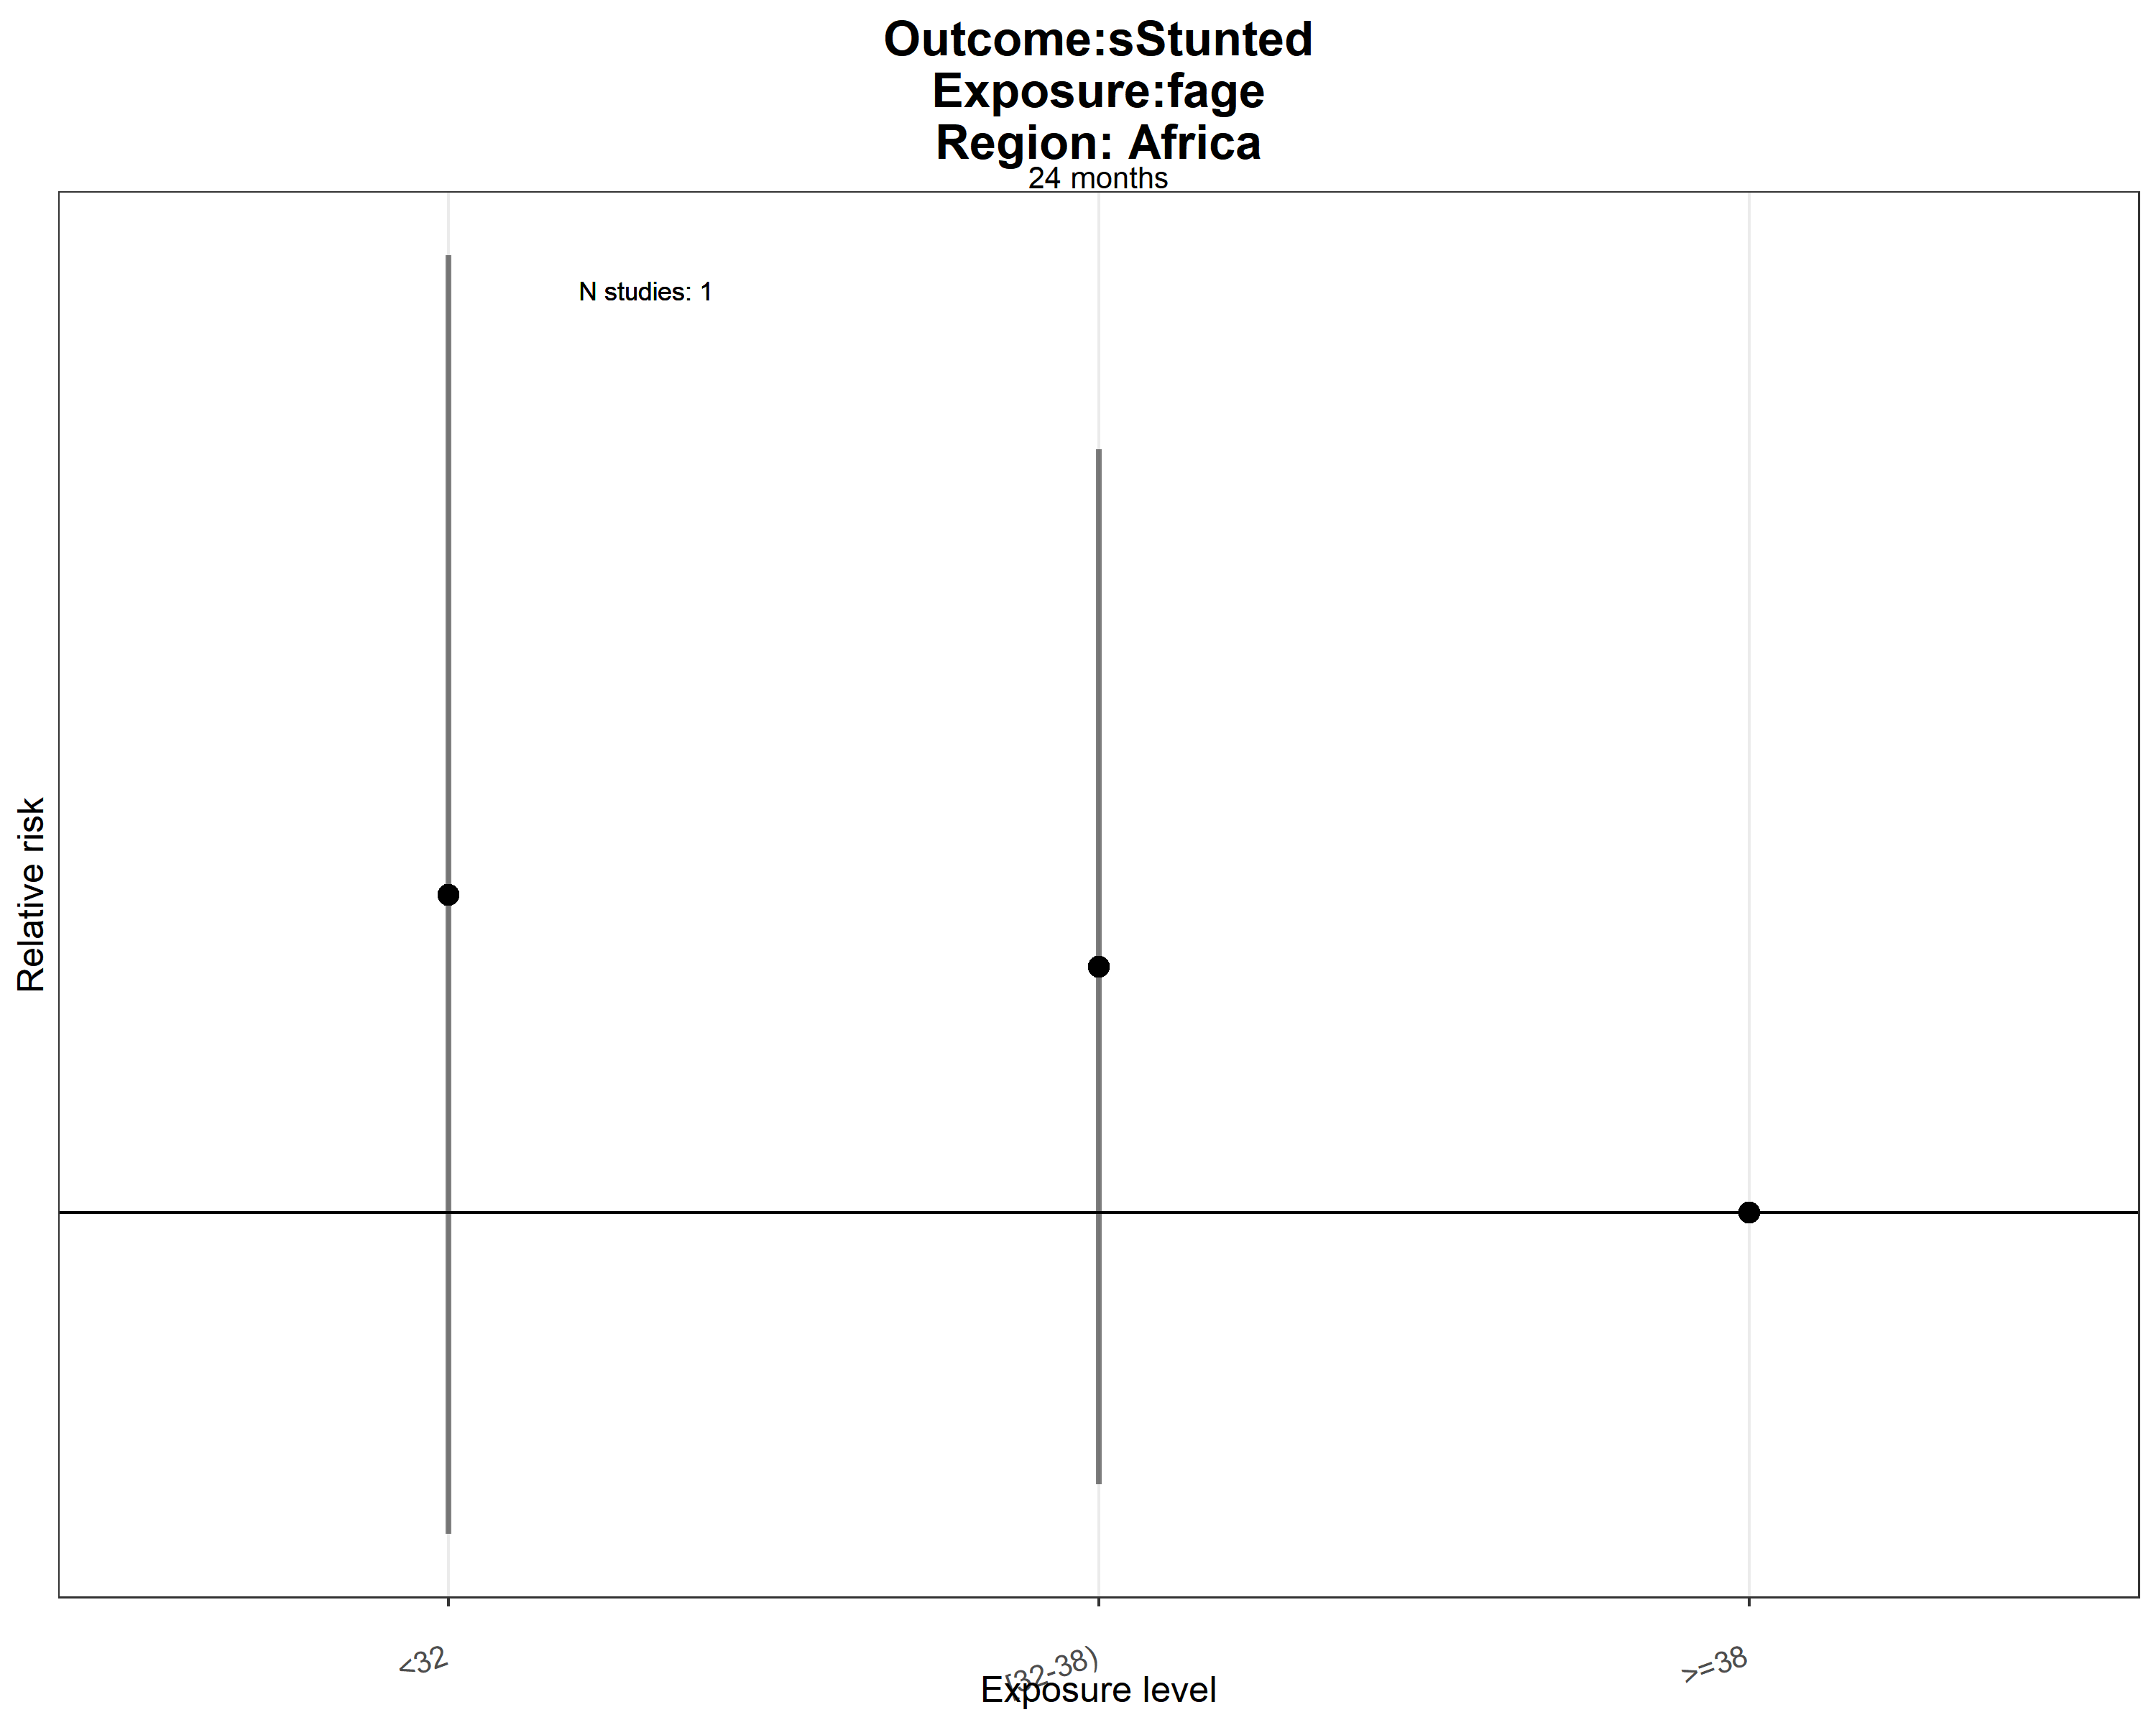 Outcome:sStunted
Exposure:fage
Region: Africa
24 months
N studies: 1
Relative risk
<32
[32-38)
>=38
Exposure level